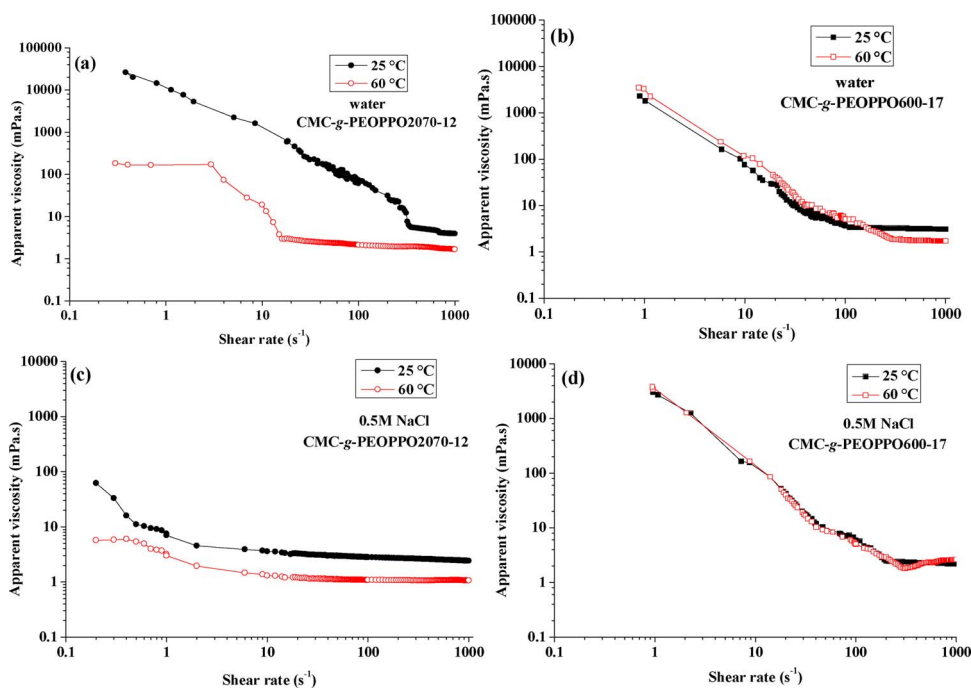 (a)
25 °C
60 °C
water
CMC-g-PEOPPO2070-12
Apparent viscosity (mPa.s)
100000
10000
1000
100
10
1
0.1
0.1
1
10
100
1000
Shear rate (s⁻¹)
(b)
25 °C
60 °C
water
CMC-g-PEOPPO600-17
Apparent viscosity (mPa.s)
10000
1000
100
10
1
0.1
0.1
1
10
100
1000
Shear rate (s⁻¹)
(c)
25 °C
60 °C
0.5M NaCl
CMC-g-PEOPPO2070-12
Apparent viscosity (mPa.s)
10000
1000
100
10
1
0.1
0.1
1
10
100
1000
Shear rate (s⁻¹)
(d)
25 °C
60 °C
0.5M NaCl
CMC-g-PEOPPO600-17
Apparent viscosity (mPa.s)
10000
1000
100
10
1
0.1
0.1
1
10
100
1000
Shear rate (s⁻¹)